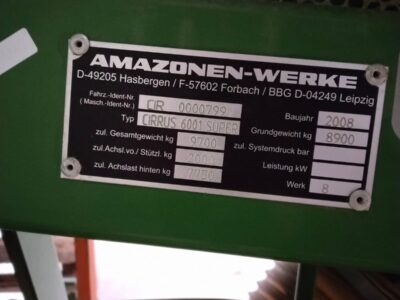 AMAZONEN-WERKE
D-49205 Hasbergen / F-57602 Forbach / BBG D-04249 Leipzig
Fahrz.-Ident-Nr.
(Masch.-Ident-Nr.) CIR 0000799 Baujahr 2008
Typ CIRRUS 6001 SUPER Grundgewicht kg 8900
zul. Gesamtgewicht kg 9700 zul. Systemdruck bar
zul. Achsl.vo./ Stützl. kg 2000 Leistung kW
zul. Achslast hinten kg 7750 Werk 8